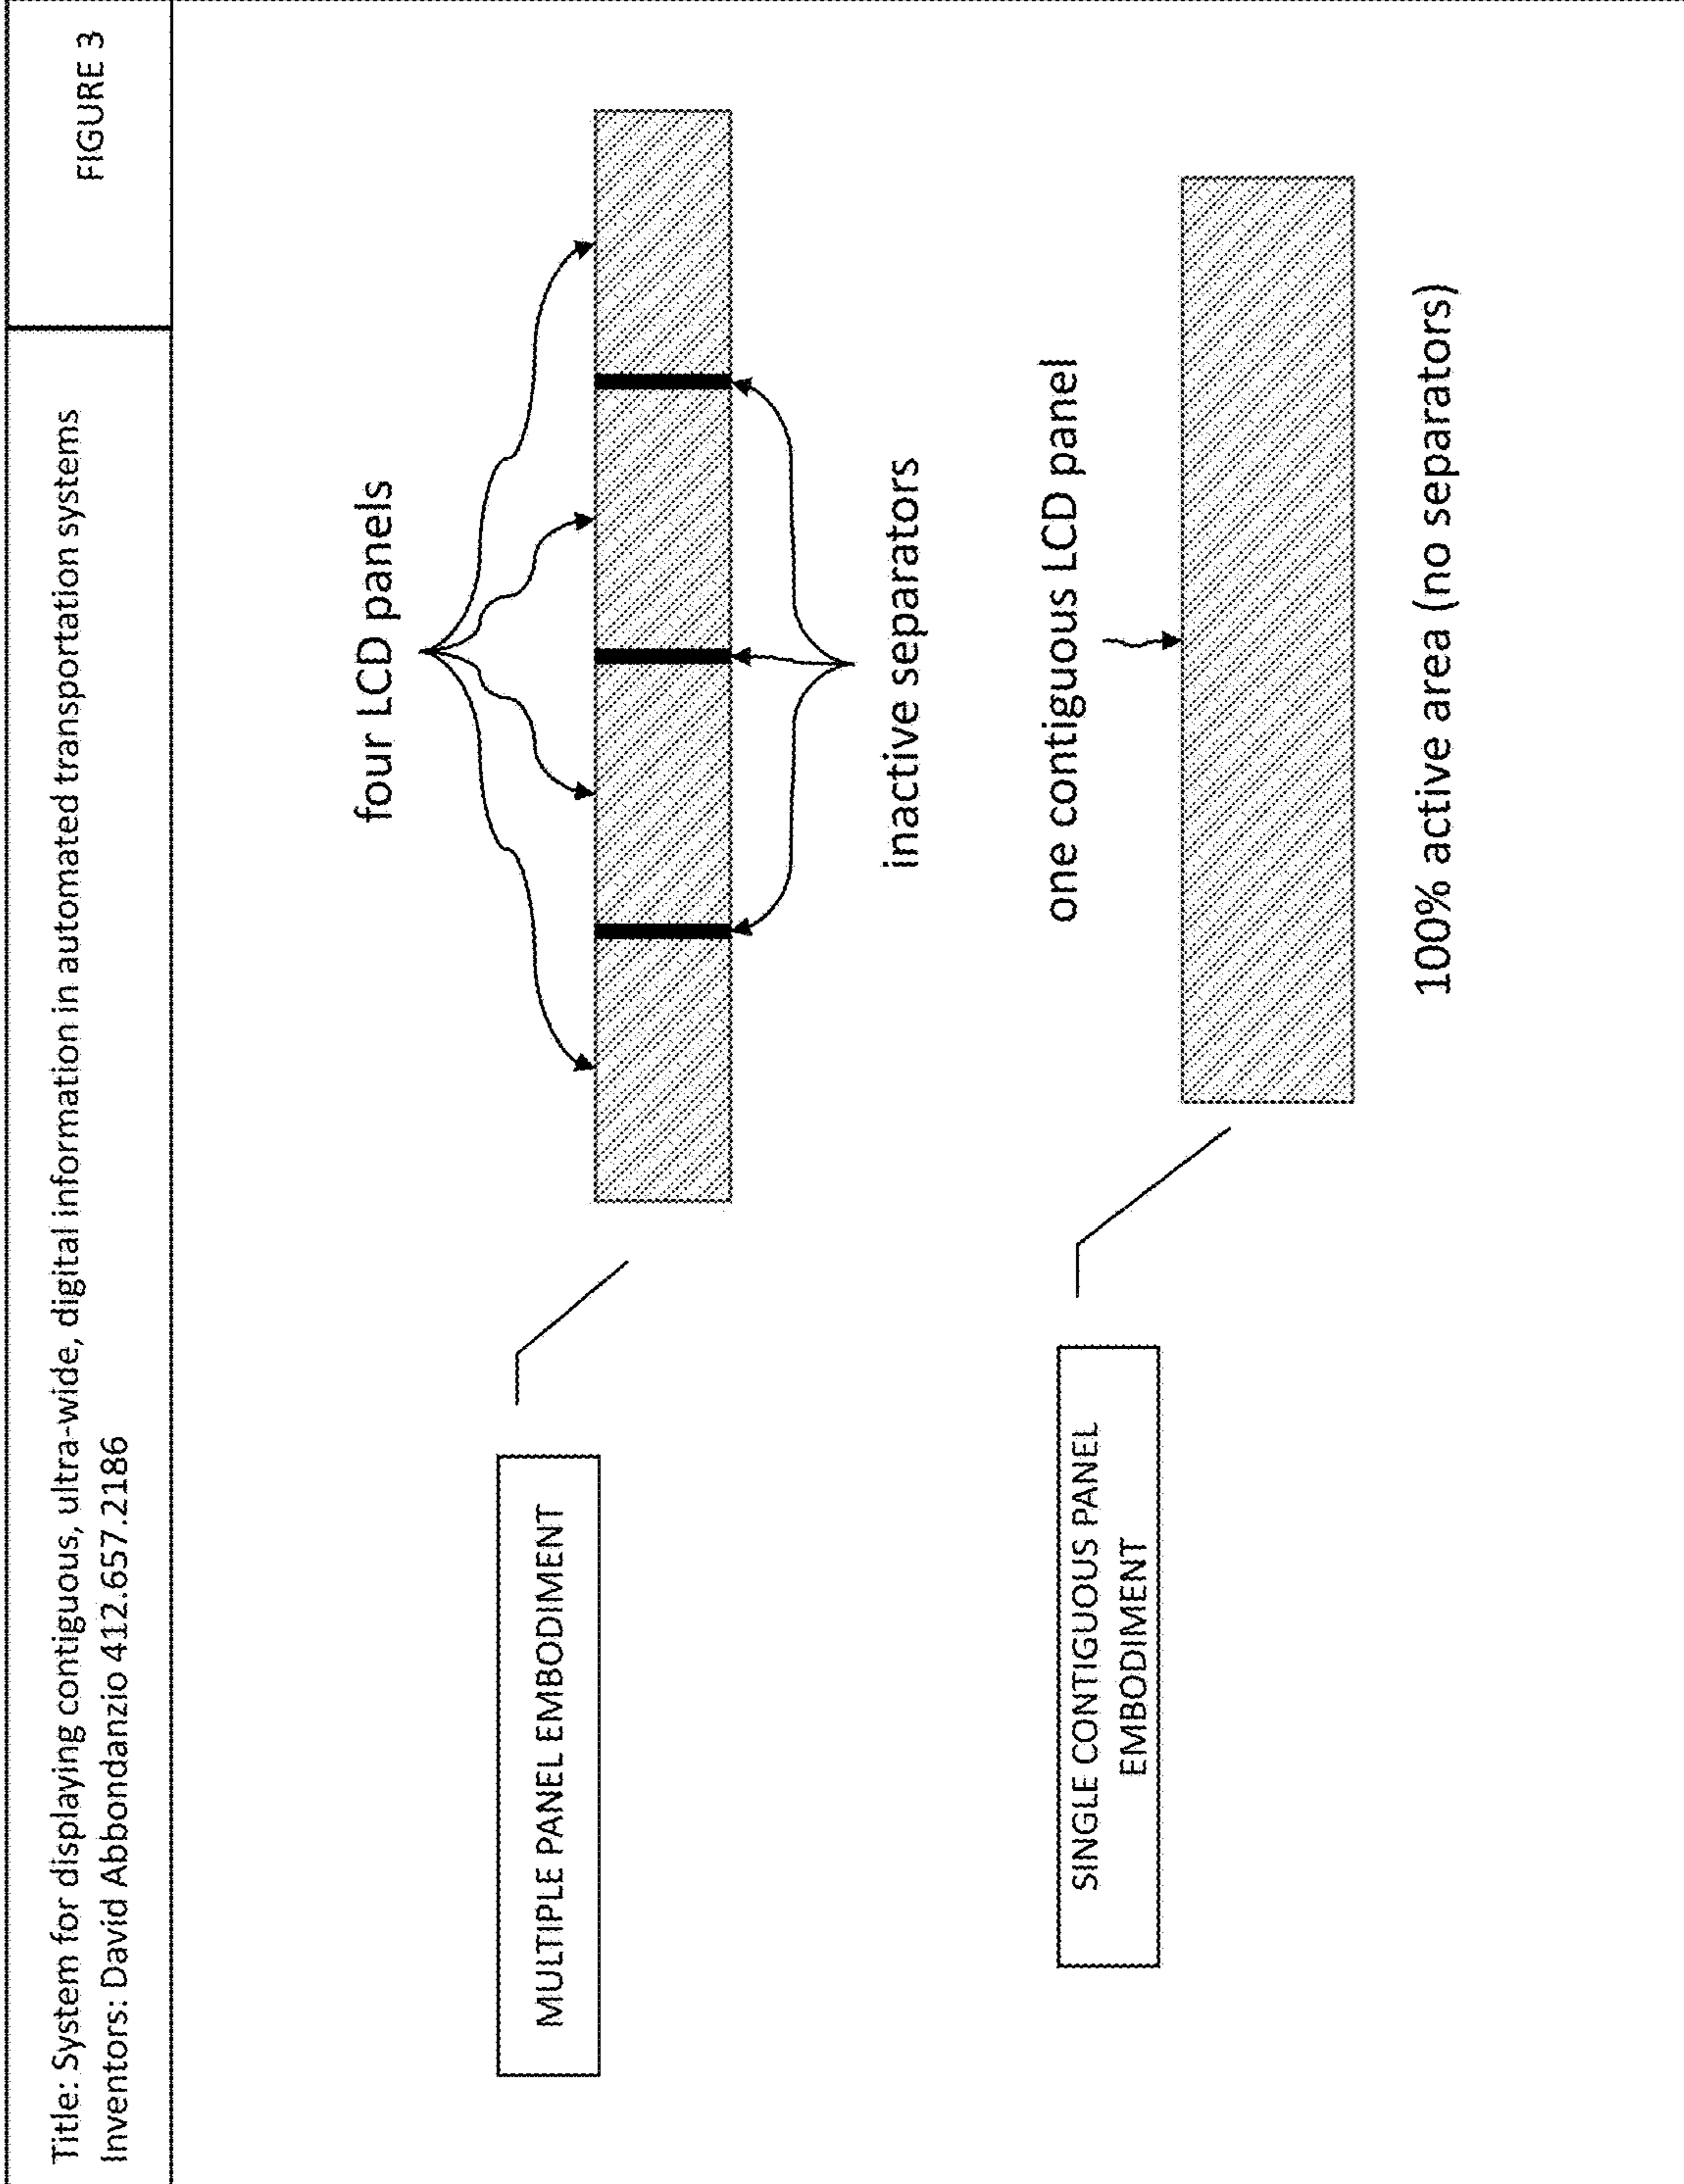 Title: System for displaying contiguous, ultra-wide, digital information in automated transportation systems
Inventors: David Abbondanzio 412.657.2186
FIGURE 3
four LCD panels
MULTIPLE PANEL EMBODIMENT
inactive separators
one contiguous LCD panel
SINGLE CONTIGUOUS PANEL
EMBODIMENT
100% active area (no separators)